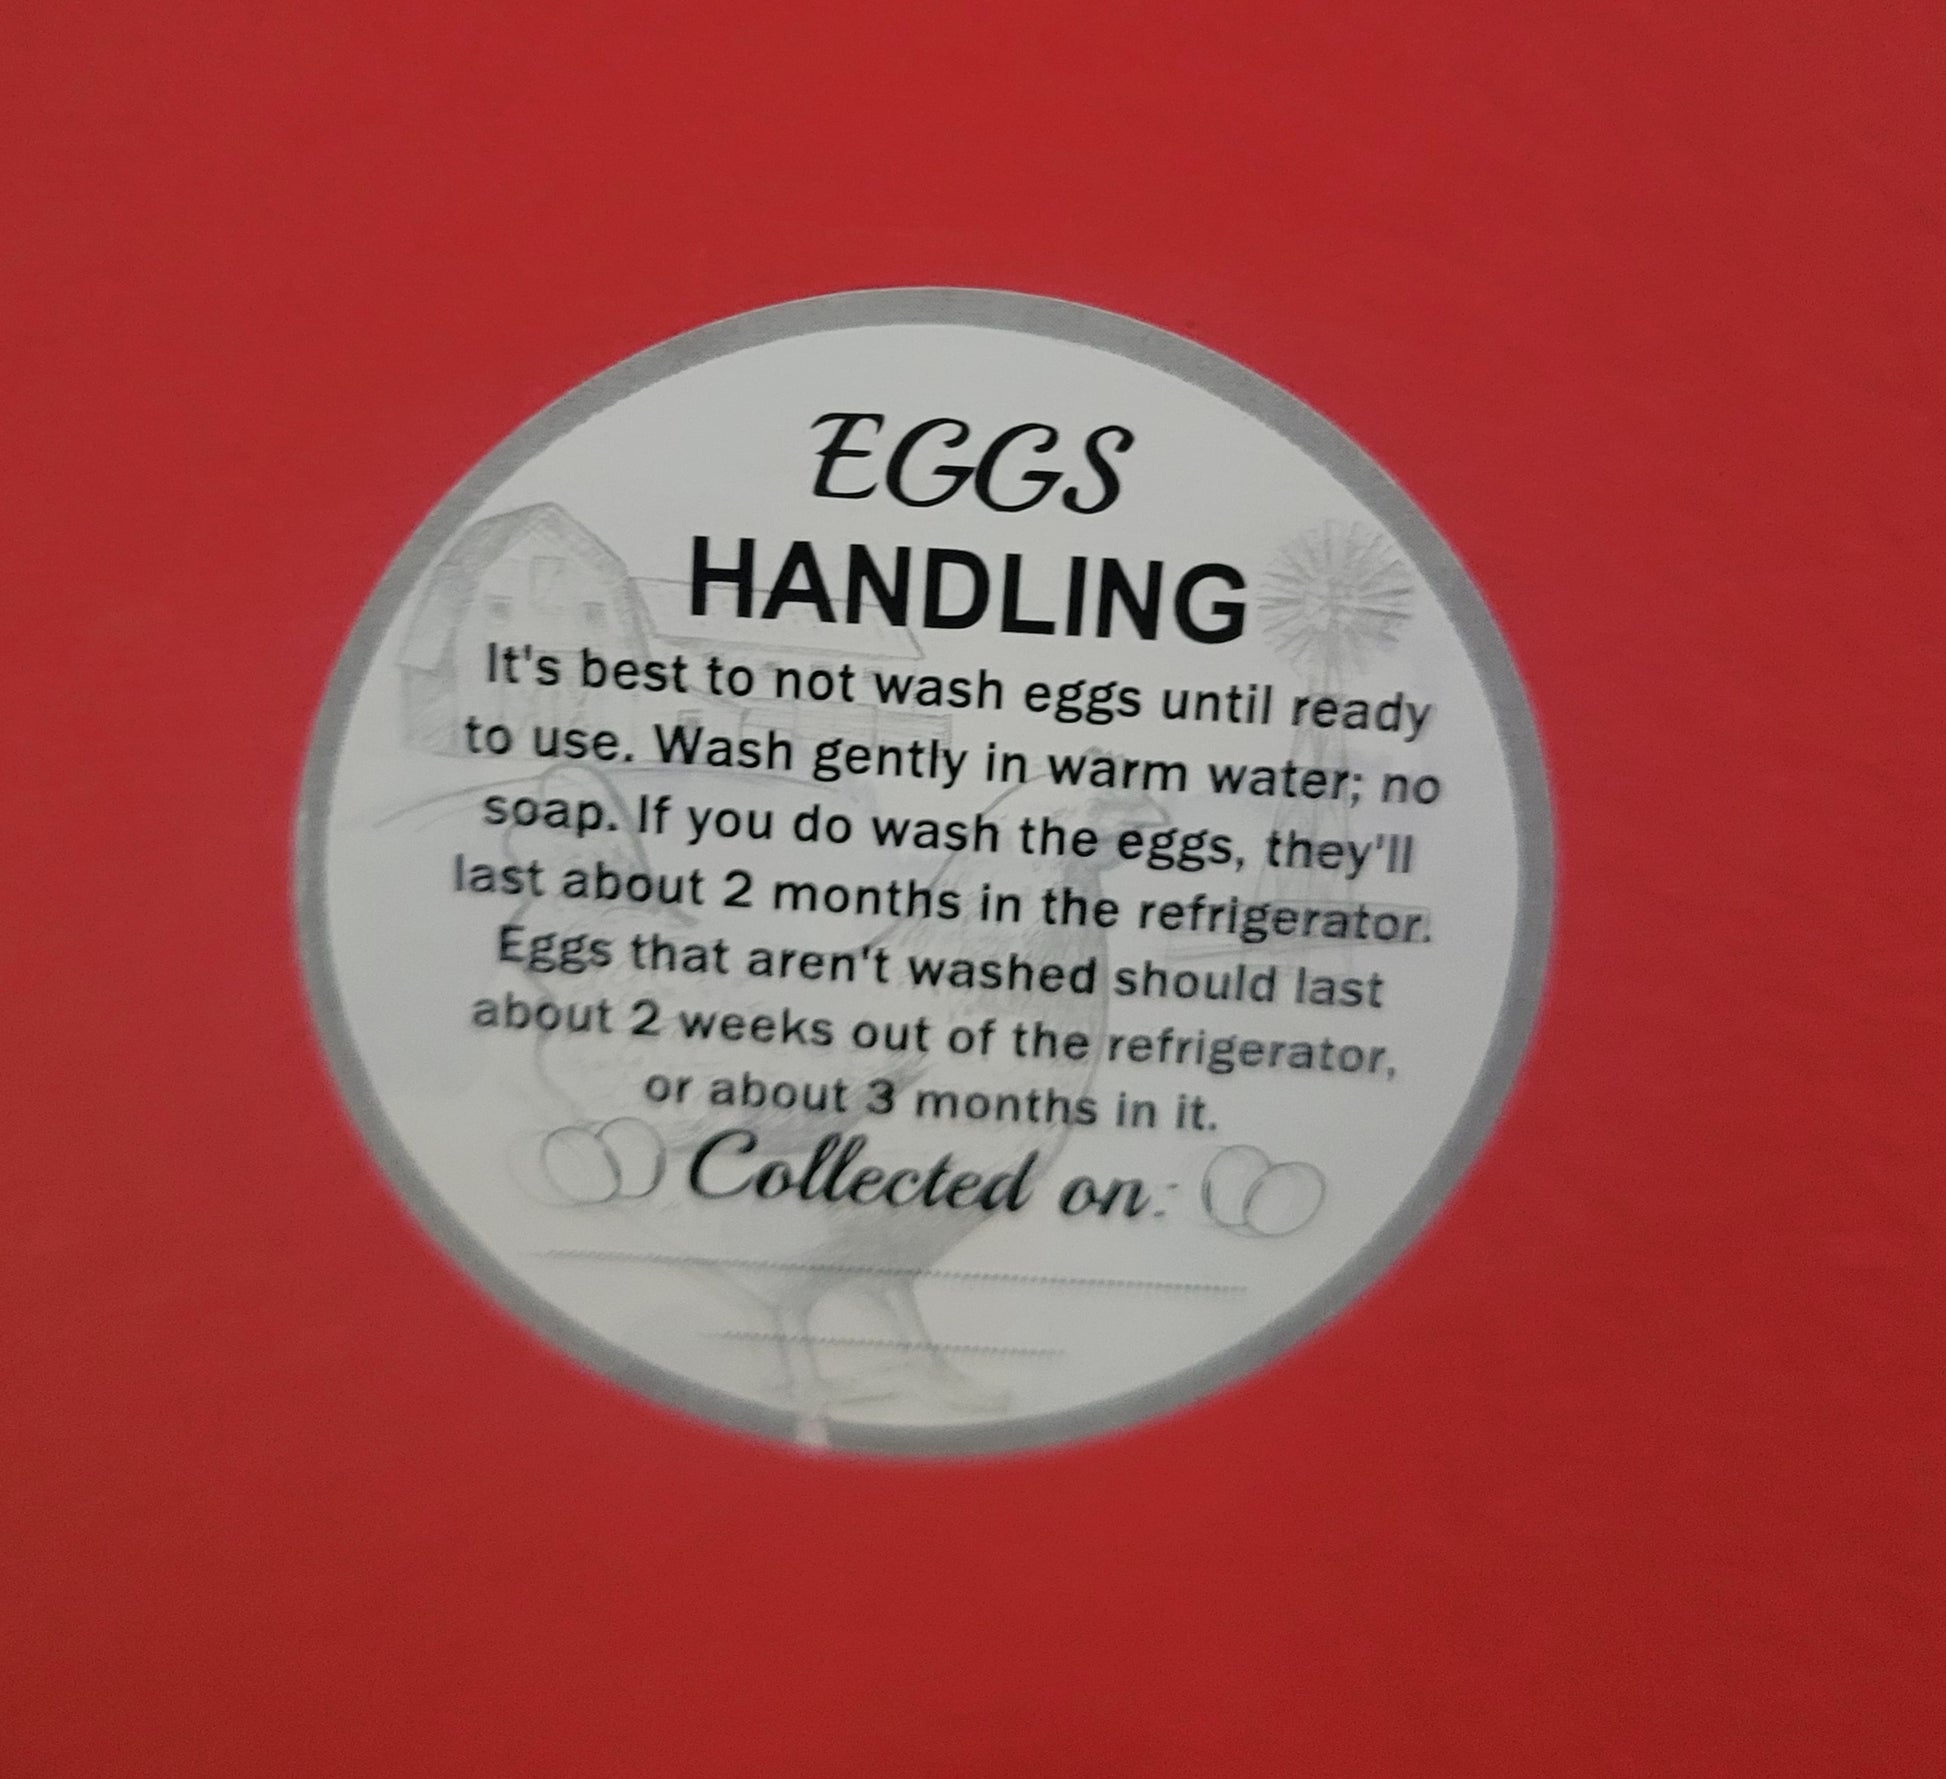 EGGS
HANDLING
It's best to not wash eggs until ready
to use. Wash gently in warm water; no
soap. If you do wash the eggs, they'll
last about 2 months in the refrigerator.
Eggs that aren't washed should last
about 2 weeks out of the refrigerator,
or about 3 months in it.
Collected on: